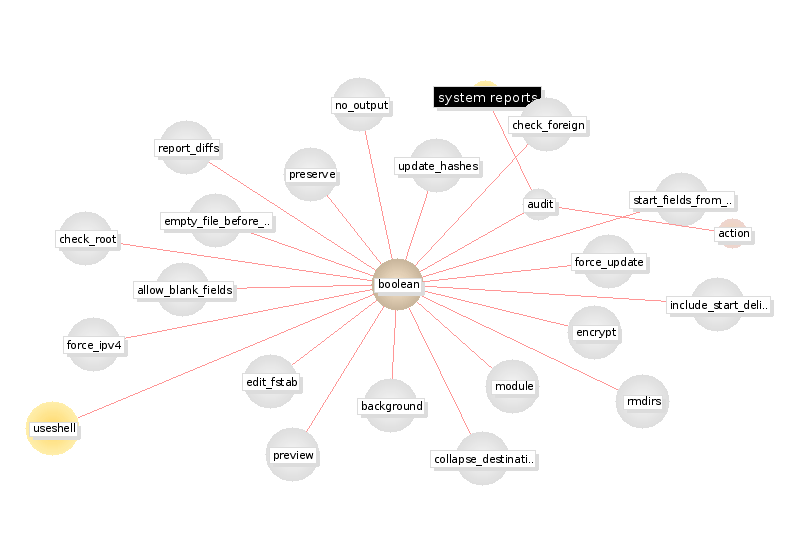 system reports
no_output
check_foreign
report_diffs
update_hashes
preserve
start_fields_from_..
audit
empty_file_before_..
action
check_root
force_update
boolean
allow_blank_fields
include_start_deli..
encrypt
force_ipv4
edit_fstab
module
rmdirs
background
useshell
preview
collapse_destinati..